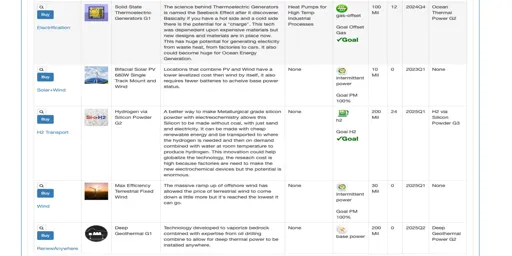 Buy
Electrification
Solid State
Thermoelectric
Generators G1
The science behind Thermoelectric Generators
is named the Seebeck Effect after it discoverer.
Basically if you have a hot side and a cold side
there is the potential for a "charge". This tech
was dependent upon expensive materials but
new designs and materials are in place now.
This has huge potential for generating electricity
from waste heat, from factories to cars. It also
could become huge for Ocean Energy
Generation.
Heat Pumps for
High Temp
Industrial
Processes
gas-offset
Goal Offset
Gas
✔Goal
100
Mil
12
2024Q4
Ocean
Thermal
Power G2
Buy
Solar+Wind
Bifacial Solar PV
680W Single
Track Mount and
Wind
Locations that combine PV and Wind have a
lower levelized cost then wind by itself, it also
requires fewer batteries to acheive base power
status.
None
intermittent
power
Goal PM
100%
10
Mil
0
2023Q1
None
Buy
H2 Transport
Si⇌H2
Hydrogen via
Silicon Powder
G2
A better way to make Metallurgical grade silicon
powder with electrochemistry allows this
Silicon to be made without coal, with just sand
and electricity. It can be made with cheap
renewable energy and be transported to where
the hydrogen is needed and then on demand
combined with water at room temperature to
produce hydrogen. This innovation could help
globalize the technology, the reseach cost is
high because factories are need to make the
new electrochemical devices but the potential is
enormous.
None
h2
Goal H2
✔Goal
200
Mil
24
2025Q1
H2 via
Silicon
Powder G3
Buy
Wind
Max Efficiency
Terrestrial Fixed
Wind
The massive ramp up of offshore wind has
allowed the price of terrestrial wind to come
down a little more but it's reached the lowest it
can go.
None
intermittent
power
Goal PM
100%
30
Mil
0
2025Q1
None
Buy
RenewAnywhere
Deep
Geothermal G1
Technology developed to vaporize bedrock
combined with expertise from oil drilling
combine to allow for deep thermal power to be
installed anywhere.
None
base power
200
Mil
0
2025Q2
Deep
Geothermal
Power G2